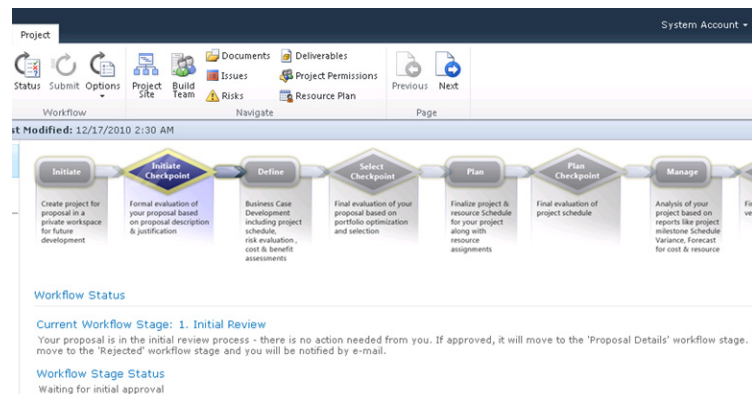 System Account
Project
Status Submit Options
Project Site
Build Team
Documents
Issues
Risks
Deliverables
Project Permissions
Resource Plan
Previous Next
Workflow
Navigate
Page
st Modified: 12/17/2010 2:30 AM
Initiate
Initiate
Checkpoint
Define
Select
Checkpoint
Plan
Plan
Checkpoint
Manage
Create project for
proposal in a
private workspace
for future
development
Formal evaluation of
your proposal based
on proposal description
& justification
Business Case
Development
including project
schedule,
risk evaluation ,
cost & benefit
assessments
Final evaluation of your
proposal based on
portfolio optimization
and selection
Finalize project &
resource Schedule
for your project
along with
resource
assignments
Final evaluation of
project schedule
Analysis of your
project based on
reports like project
milestone Schedule
Variance, Forecast
for cost & resource
Workflow Status
Current Workflow Stage: 1. Initial Review
Your proposal is in the initial review process - there is no action needed from you. If approved, it will move to the 'Proposal Details' workflow stage.
move to the 'Rejected' workflow stage and you will be notified by e-mail.
Workflow Stage Status
Waiting for initial approval